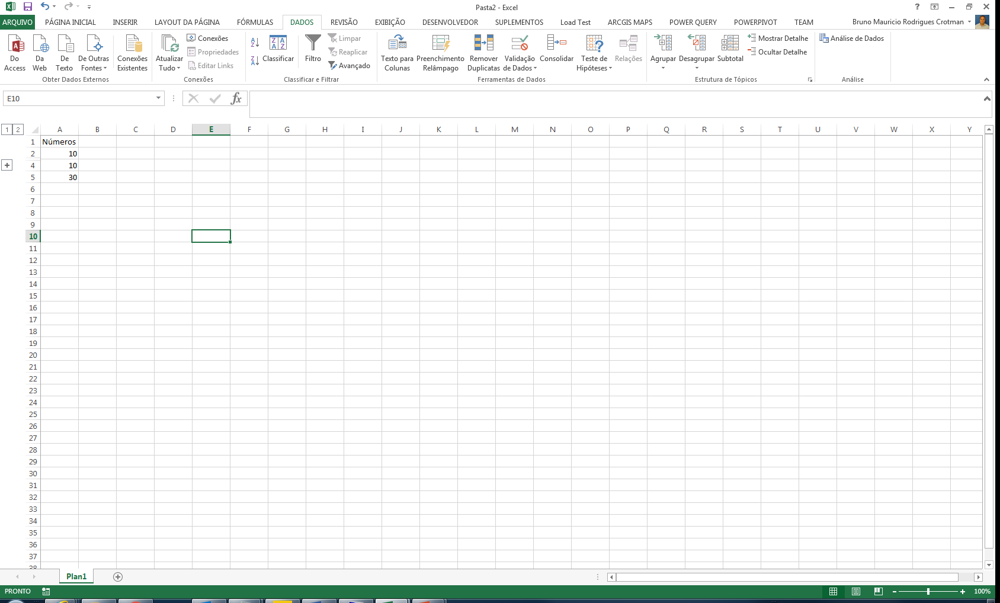 Pasta2 - Excel
?
ARQUIVO PÁGINA INICIAL INSERIR LAYOUT DA PÁGINA FÓRMULAS DADOS REVISÃO EXIBIÇÃO DESENVOLVEDOR SUPLEMENTOS Load Test ARCGIS MAPS POWER QUERY POWERPIVOT TEAM Bruno Mauricio Rodrigues Crotman
Do Access
Da Web
De Texto
De Outras Fontes
Conexões Existentes
Obter Dados Externos
Atualizar Tudo
Conexões
Propriedades
Editar Links
Conexões
Classificar
Filtro
Limpar
Reaplicar
Avançado
Classificar e Filtrar
Texto para Colunas
Preenchimento Relâmpago
Remover Duplicatas
Validação de Dados
Consolidar
Teste de Hipóteses
Relações
Ferramentas de Dados
Agrupar
Desagrupar
Subtotal
Mostrar Detalhe
Ocultar Detalhe
Estrutura de Tópicos
Análise de Dados
Análise
E10
fx
1 2
A B C D E F G H I J K L M N O P Q R S T U V W X Y
1 Números
2 10
4 10
5 30
6
7
8
9
10
11
12
13
14
15
16
17
18
19
20
21
22
23
24
25
26
27
28
29
30
31
32
33
34
35
36
37
38
Plan1
PRONTO 100%